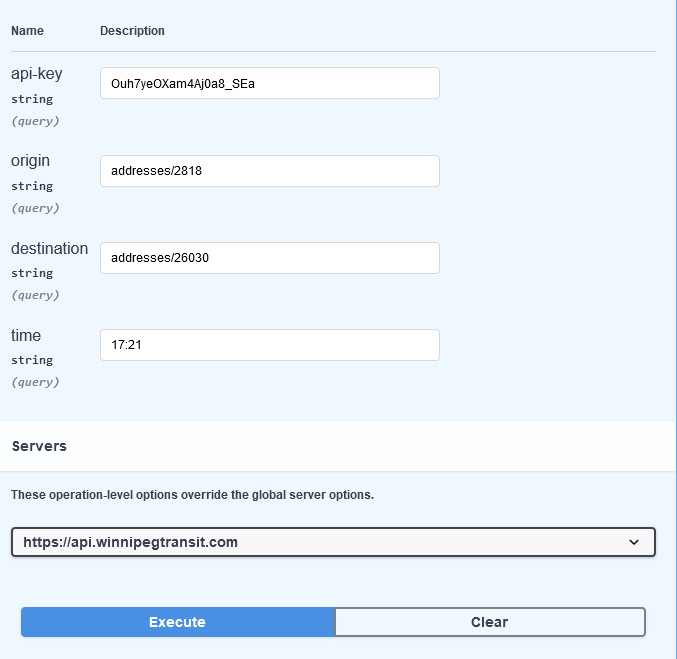 Name Description
api-key
string
(query)
Ouh7yeOXam4Aj0a8_SEa
origin
string
(query)
addresses/2818
destination
string
(query)
addresses/26030
time
string
(query)
17:21
Servers
These operation-level options override the global server options.
https://api.winnipegtransit.com
Execute Clear